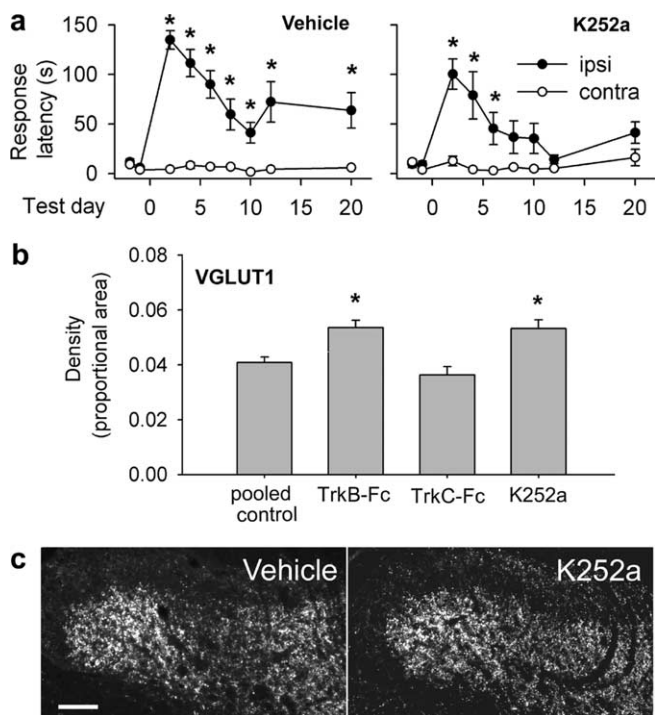 a
Vehicle
K252a
Response
latency (s)
150
100
50
0
* * * * * * *
* * *
ipsi
contra
Test day
0 5 10 15 20
0 5 10 15 20
b
VGLUT1
Density
(proportional area)
0.08
0.06
0.04
0.02
0.00
* *
pooled
control
TrkB-Fc
TrkC-Fc
K252a
c
Vehicle
K252a